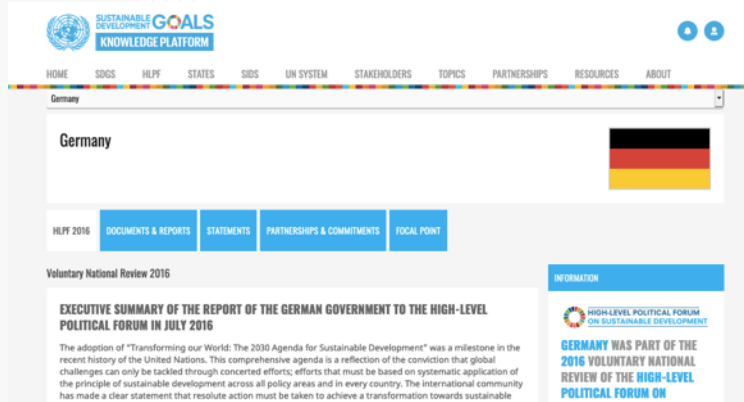 SUSTAINABLE
DEVELOPMENT GOALS
KNOWLEDGE PLATFORM
HOME SDGS HLPF STATES SIDS UN SYSTEM STAKEHOLDERS TOPICS PARTNERSHIPS RESOURCES ABOUT
Germany
Germany
HLPF 2016 DOCUMENTS & REPORTS STATEMENTS PARTNERSHIPS & COMMITMENTS FOCAL POINT
Voluntary National Review 2016
EXECUTIVE SUMMARY OF THE REPORT OF THE GERMAN GOVERNMENT TO THE HIGH-LEVEL
POLITICAL FORUM IN JULY 2016
The adoption of "Transforming our World: The 2030 Agenda for Sustainable Development" was a milestone in the
recent history of the United Nations. This comprehensive agenda is a reflection of the conviction that global
challenges can only be tackled through concerted efforts; efforts that must be based on systematic application of
the principle of sustainable development across all policy areas and in every country. The international community
has made a clear statement that resolute action must be taken to achieve a transformation towards sustainable
INFORMATION
HIGH-LEVEL POLITICAL FORUM
ON SUSTAINABLE DEVELOPMENT
GERMANY WAS PART OF THE
2016 VOLUNTARY NATIONAL
REVIEW OF THE HIGH-LEVEL
POLITICAL FORUM ON